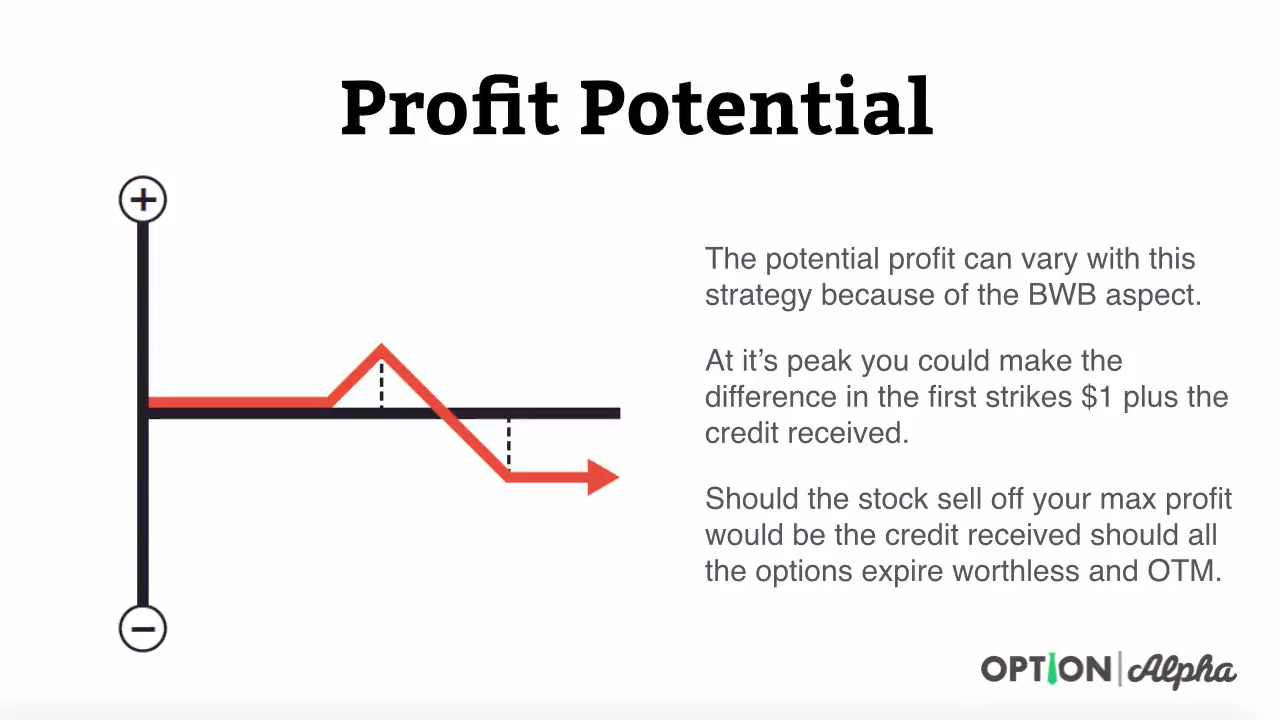 Profit Potential
+
The potential profit can vary with this
strategy because of the BWB aspect.
At it’s peak you could make the
difference in the first strikes $1 plus the
credit received.
Should the stock sell off your max profit
would be the credit received should all
the options expire worthless and OTM.
−
OPTION | Alpha